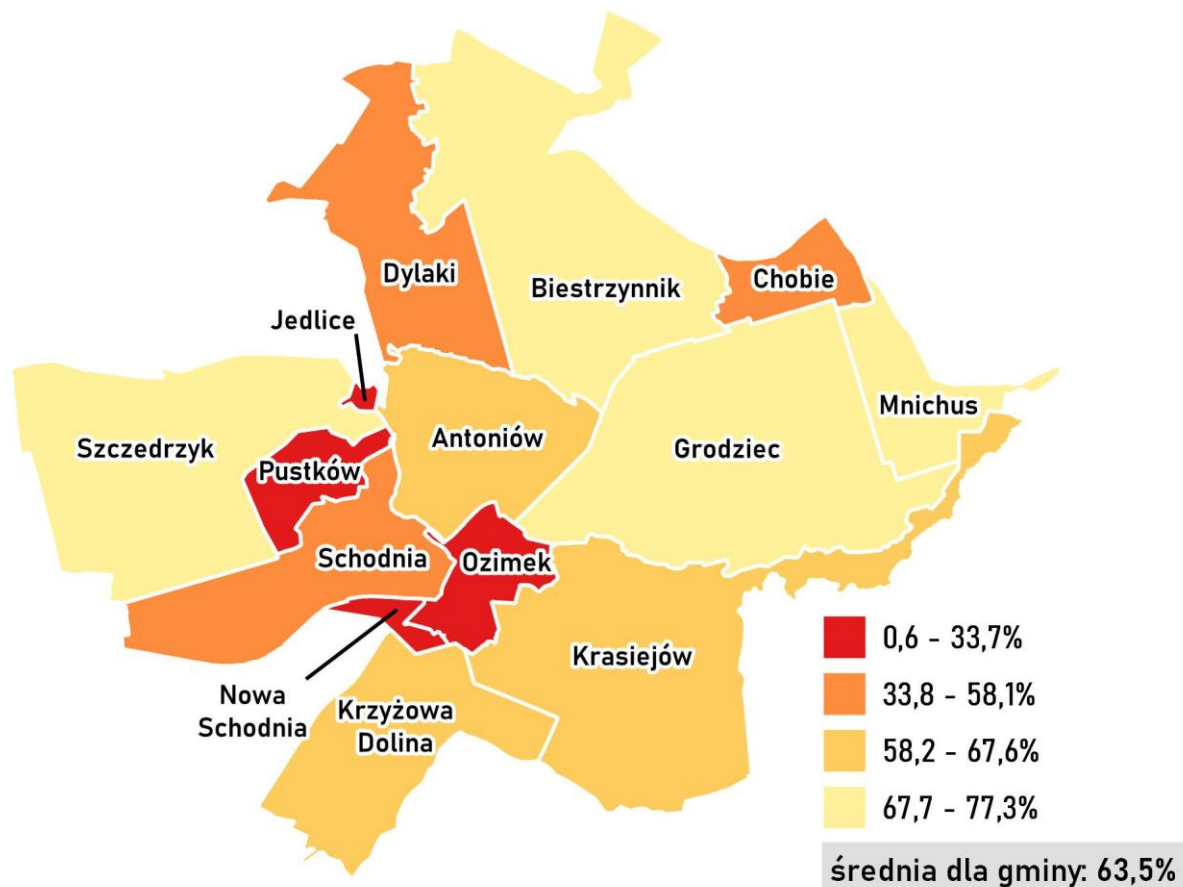 Dylaki
Biestrzynnik
Chobie
Jedlice
Mnichus
Szczedrzyk
Antoniów
Grodziec
Pustków
Schodnia
Ozimek
Krasiejów
Nowa
Schodnia
Krzyżowa
Dolina
0,6 - 33,7%
33,8 - 58,1%
58,2 - 67,6%
67,7 - 77,3%
średnia dla gminy: 63,5%